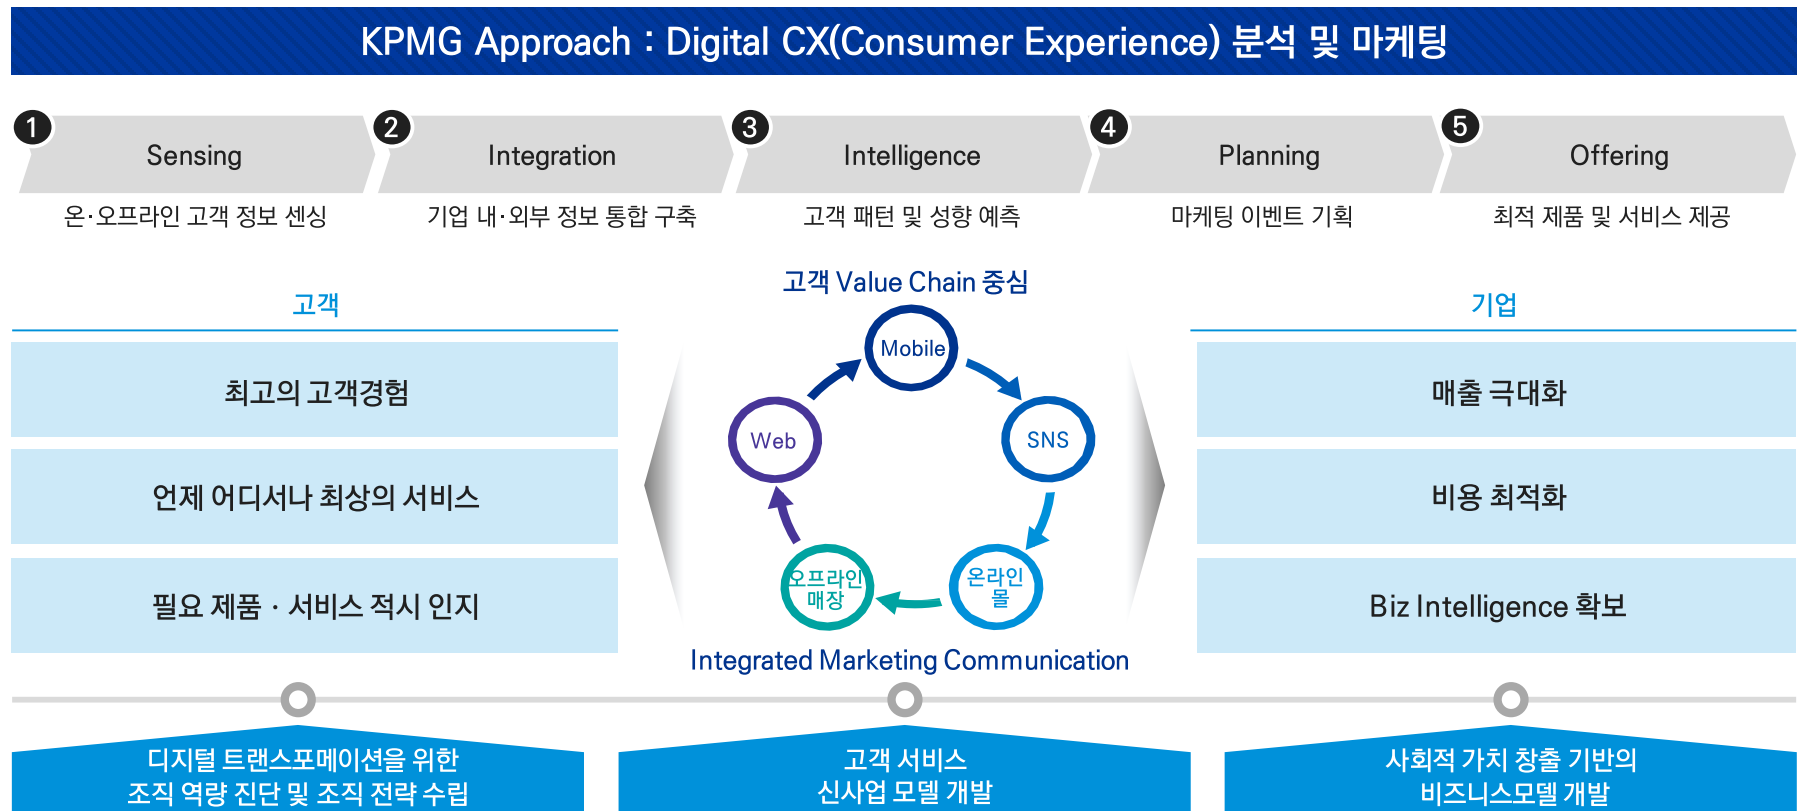 KPMG Approach : Digital CX(Consumer Experience) 분석 및 마케팅
1 Sensing
2 Integration
3 Intelligence
4 Planning
5 Offering
온·오프라인 고객 정보 센싱
기업 내·외부 정보 통합 구축
고객 패턴 및 성향 예측
마케팅 이벤트 기획
최적 제품 및 서비스 제공
고객
최고의 고객경험
언제 어디서나 최상의 서비스
필요 제품 · 서비스 적시 인지
고객 Value Chain 중심
Mobile
SNS
온라인
몰
오프라인
매장
Web
Integrated Marketing Communication
기업
매출 극대화
비용 최적화
Biz Intelligence 확보
디지털 트랜스포메이션을 위한
조직 역량 진단 및 조직 전략 수립
고객 서비스
신사업 모델 개발
사회적 가치 창출 기반의
비즈니스모델 개발